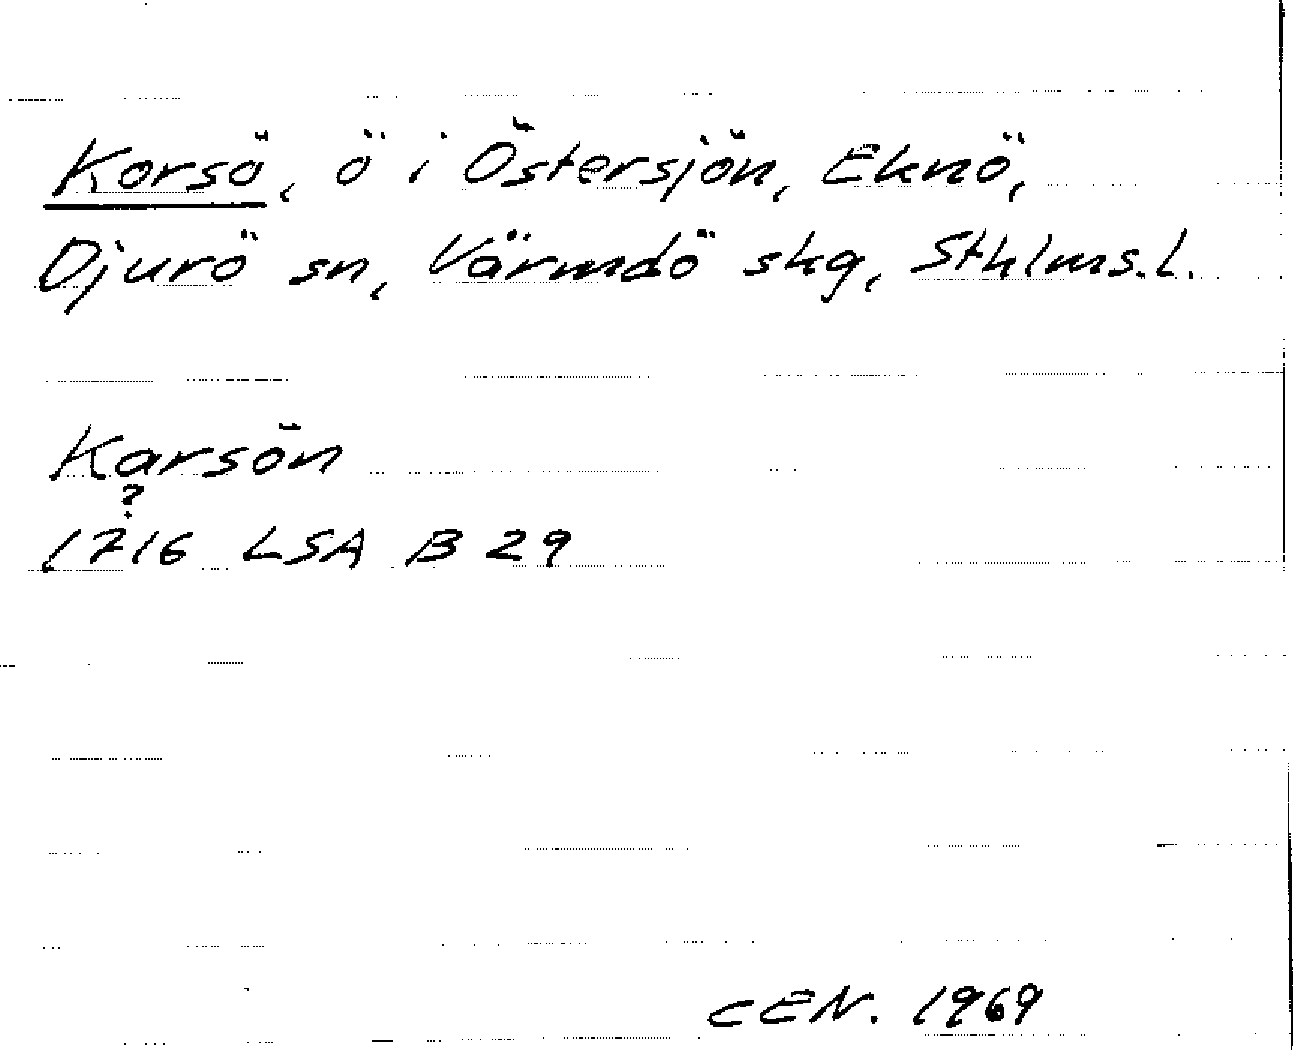 Korsö, ö i Östersjön, Eknö,
Djurö sn, Värmdö skg, Sthlms.l.
Karsön
?
1716 LSA B 29
CEN. 1969